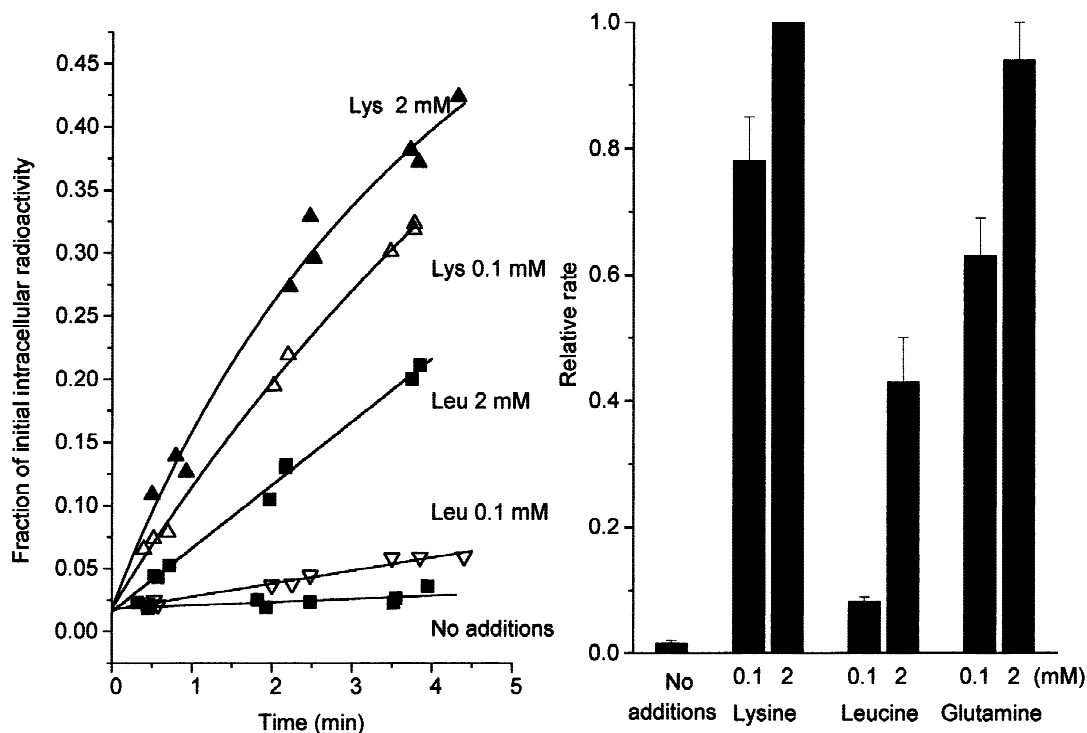 Fraction of initial intracellular radioactivity
0.45
0.40
0.35
0.30
0.25
0.20
0.15
0.10
0.05
0.00
Lys 2 mM
Lys 0.1 mM
Leu 2 mM
Leu 0.1 mM
No additions
0 1 2 3 4 5
Time (min)
Relative rate
1.0
0.8
0.6
0.4
0.2
0.0
0.1 2 0.1 2 0.1 2 (mM)
No additions
Lysine Leucine Glutamine